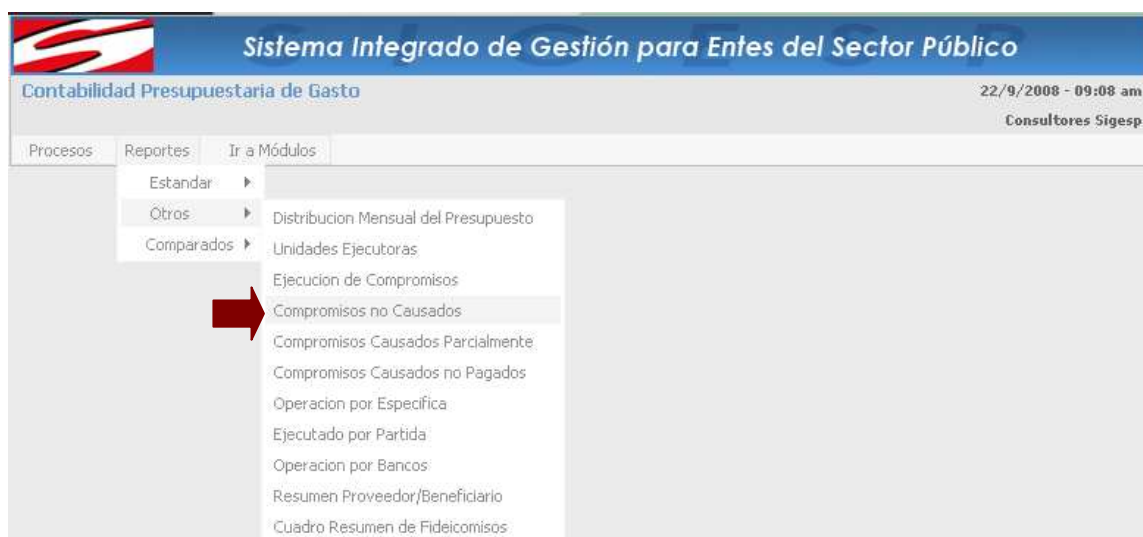 SIGESP
Sistema Integrado de Gestión para Entes del Sector Público
Contabilidad Presupuestaria de Gasto
22/9/2008 - 09:08 am
Consultores Sigesp
Procesos Reportes Ir a Módulos
Estandar
Otros
Comparados
Distribucion Mensual del Presupuesto
Unidades Ejecutoras
Ejecucion de Compromisos
Compromisos no Causados
Compromisos Causados Parcialmente
Compromisos Causados no Pagados
Operacion por Especifica
Ejecutado por Partida
Operacion por Bancos
Resumen Proveedor/Beneficiario
Cuadro Resumen de Fideicomisos